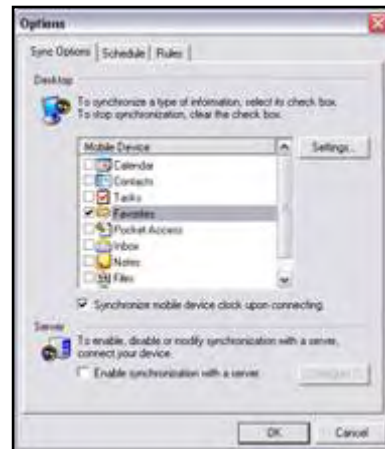 Options
Sync Options Schedule Rules
Desktop
To synchronize a type of information, select its check box.
To stop synchronization, clear the check box.
Mobile Device
Settings...
Calendar
Contacts
Tasks
Favorites
Pocket Access
Inbox
Notes
Files
Synchronize mobile device clock upon connecting
Server
To enable, disable or modify synchronization with a server,
connect your device.
Enable synchronization with a server
OK Cancel